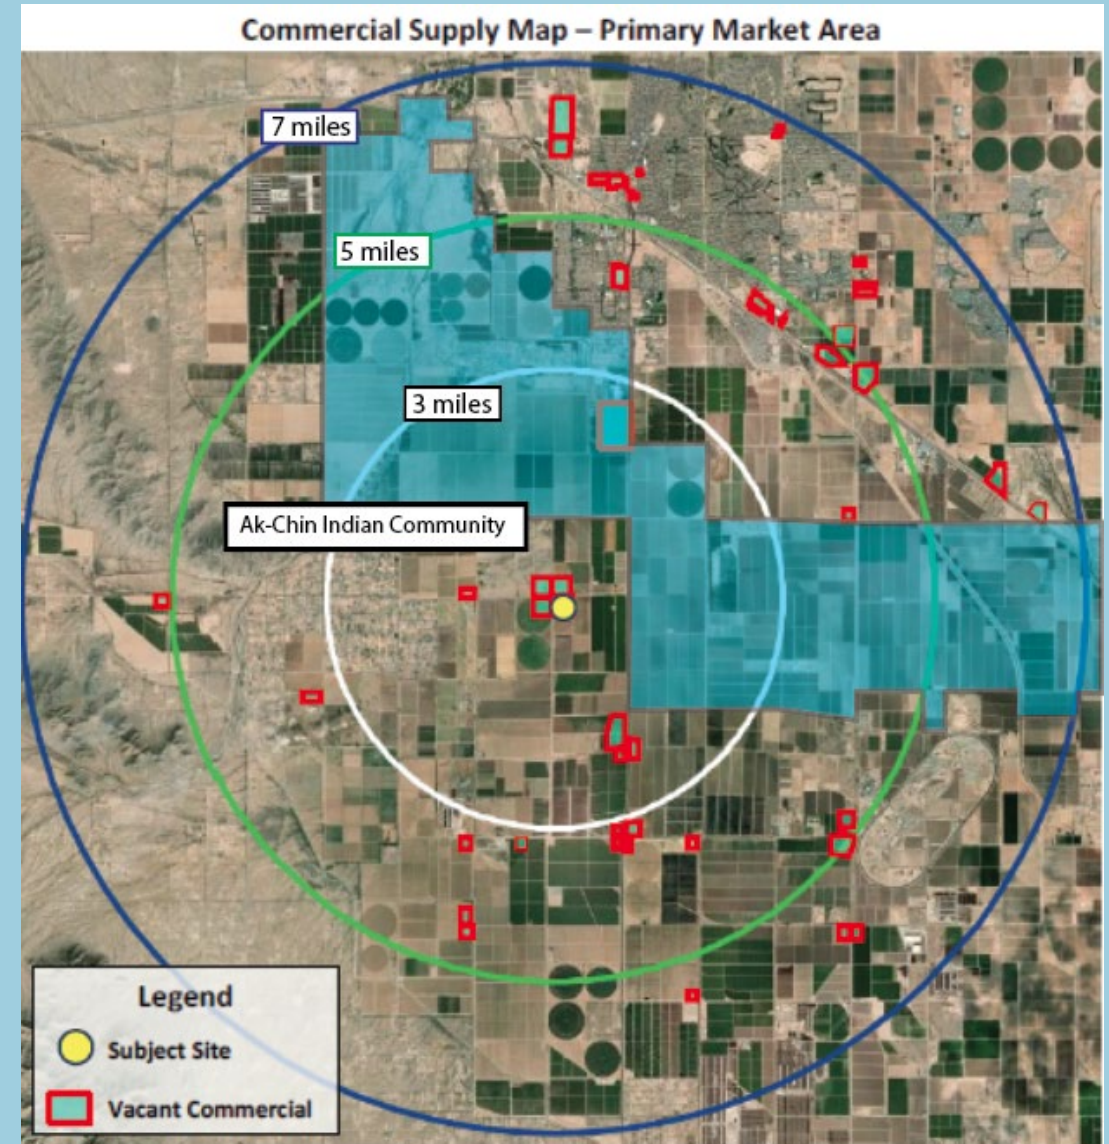 Commercial Supply Map – Primary Market Area
7 miles
5 miles
3 miles
Ak-Chin Indian Community
Legend
Subject Site
Vacant Commercial